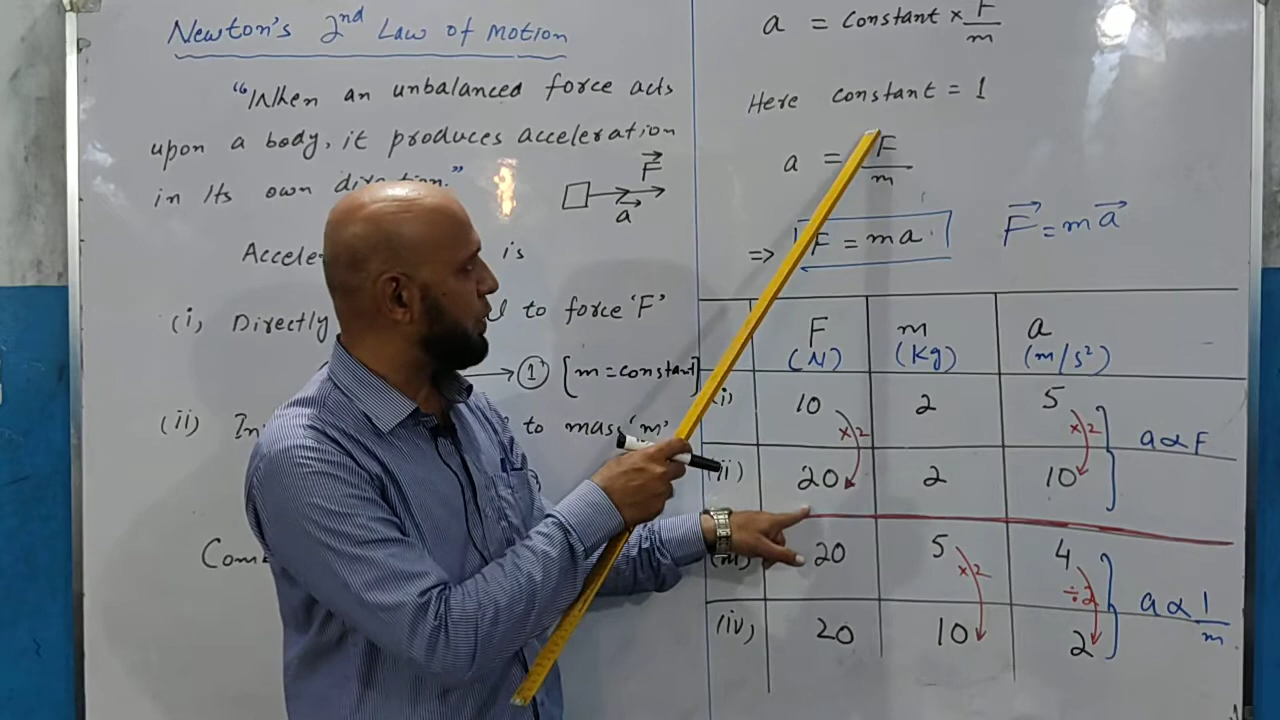 Newton's 2nd Law of Motion
"When an unbalanced force acts
upon a body, it produces acceleration
in Its own
F
a
is
(i) Directly to force 'F'
→ ① [m=constant]
(ii) to mass 'm'
a = constant × F/m
Here constant = 1
a = F/m
=> F = ma F = ma
F m a
(N) (Kg) (m/s²)
(i) 10 2 5
×2 ×2 a∝F
(ii) 20 2 10
20 5 4
×2 ÷2 a∝1/m
(iv) 20 10 2